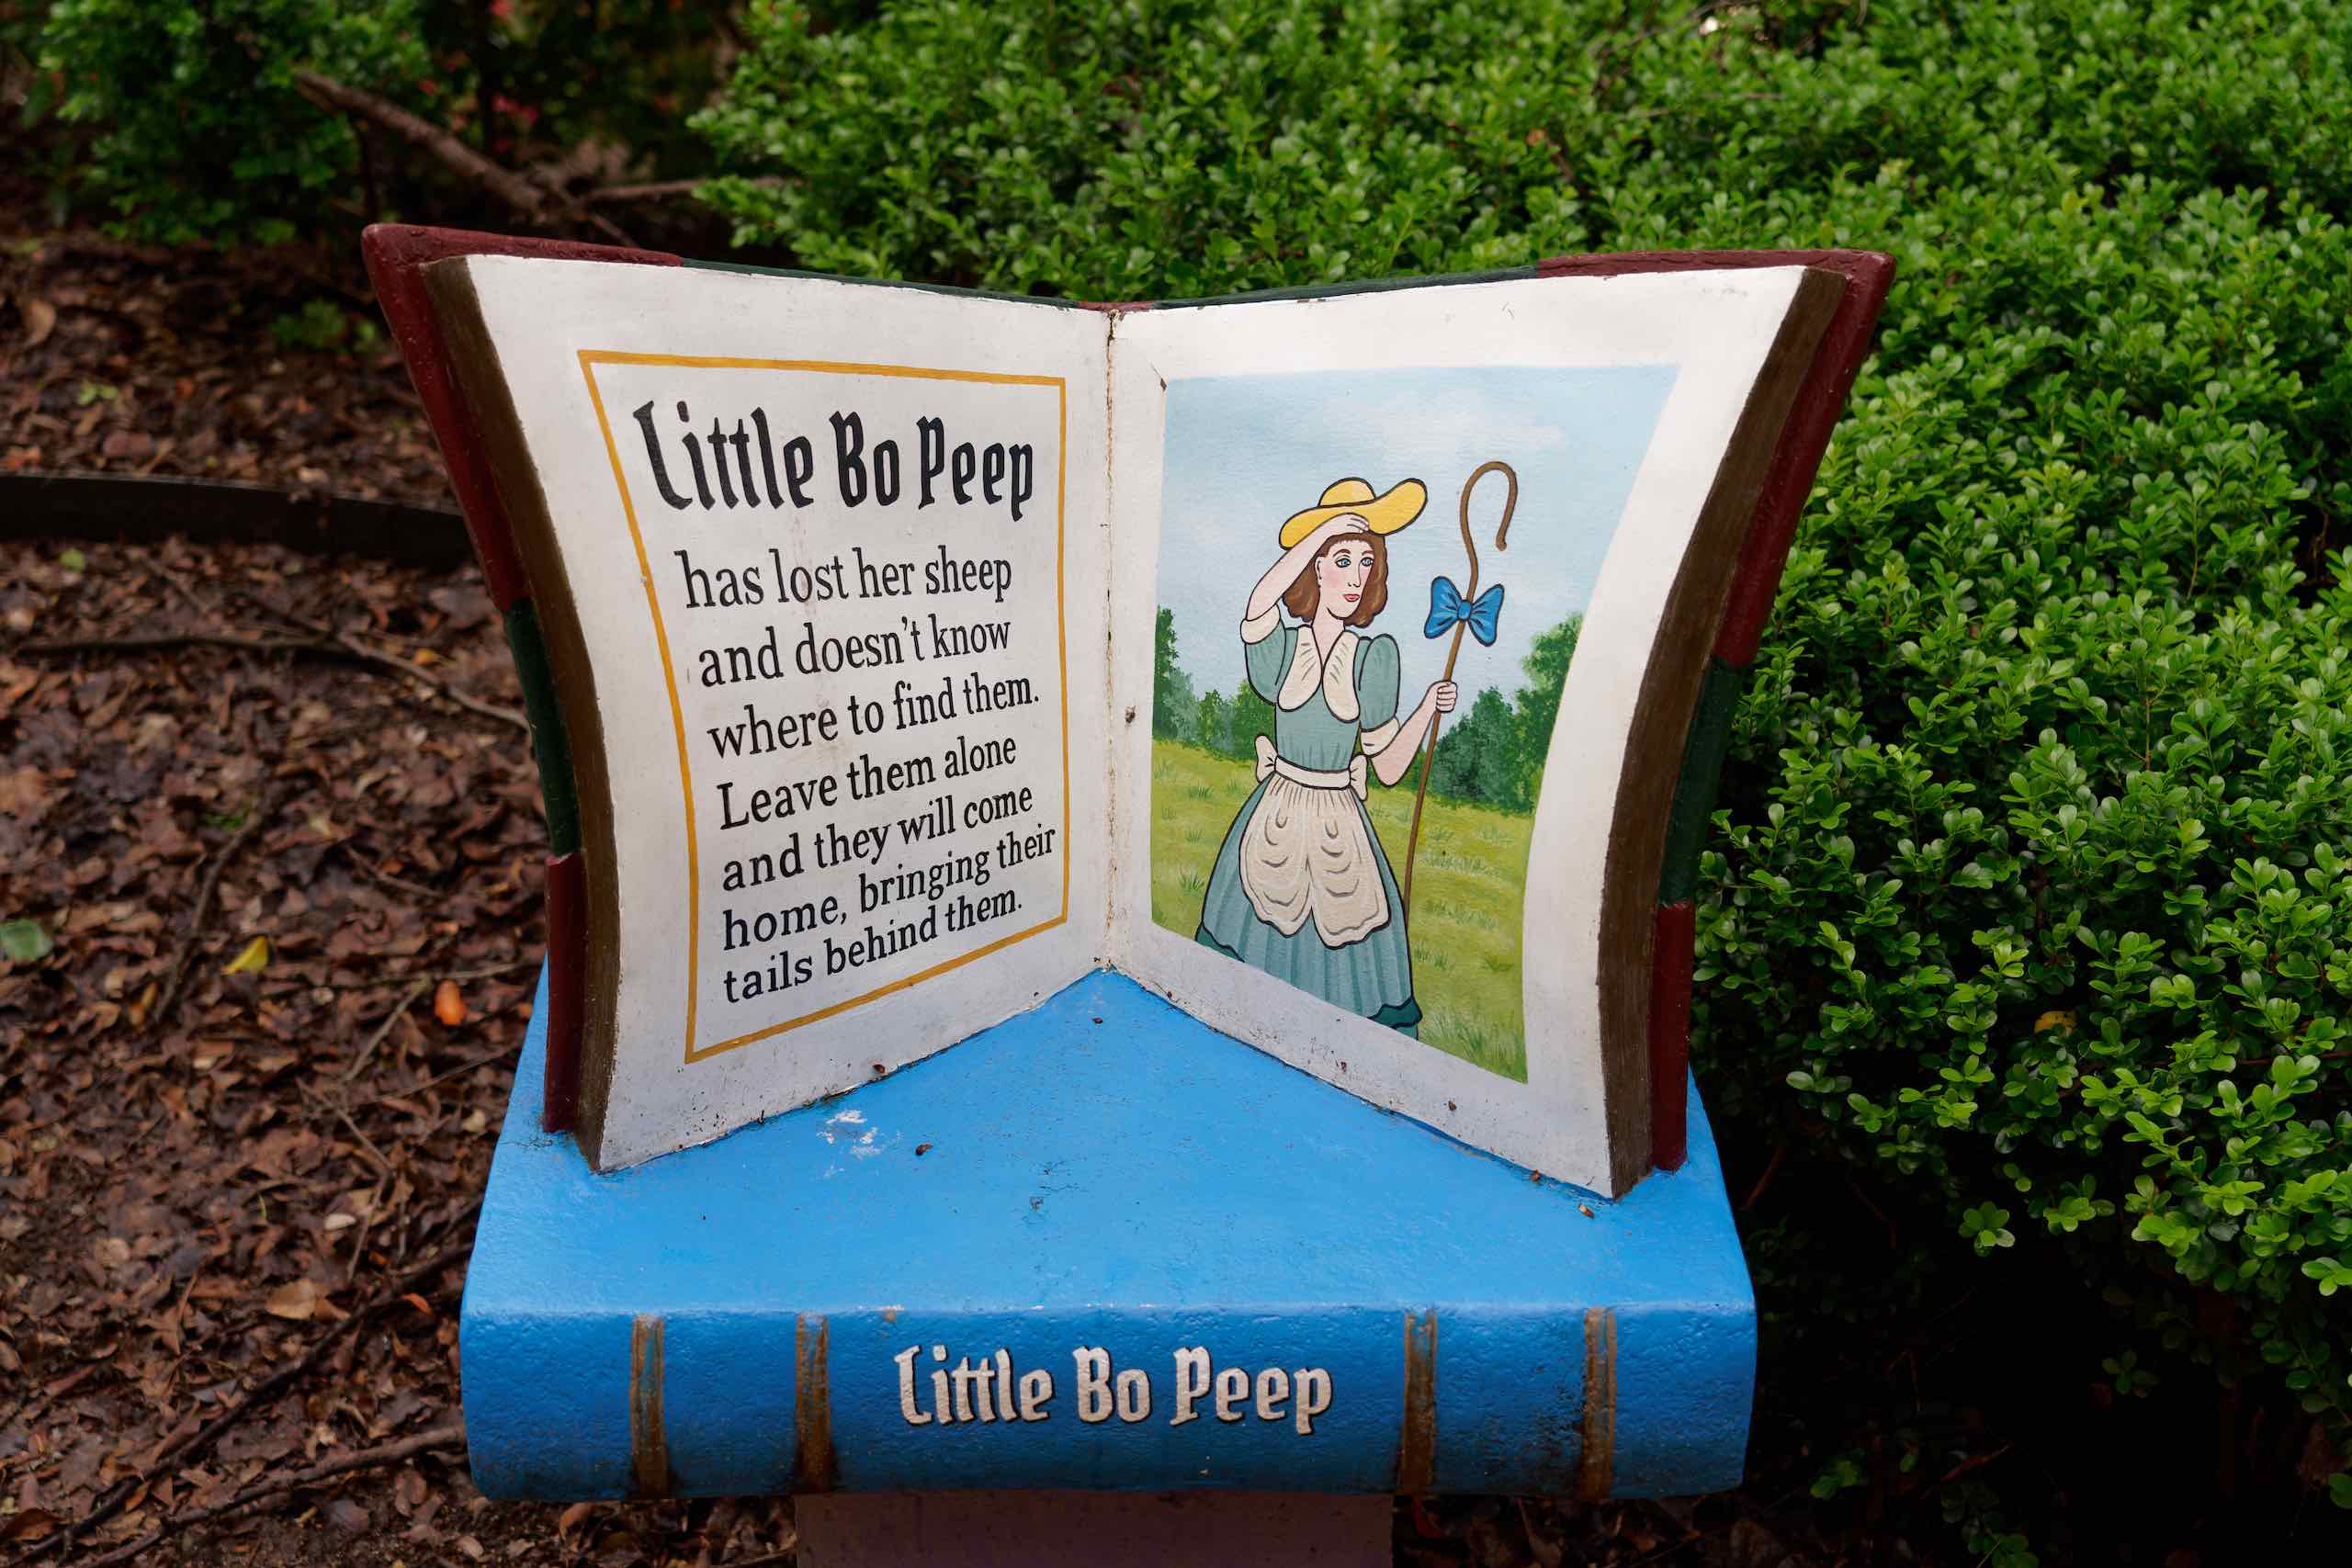 Little Bo Peep
has lost her sheep
and doesn't know
where to find them.
Leave them alone
and they will come
home, bringing their
tails behind them.
Little Bo Peep